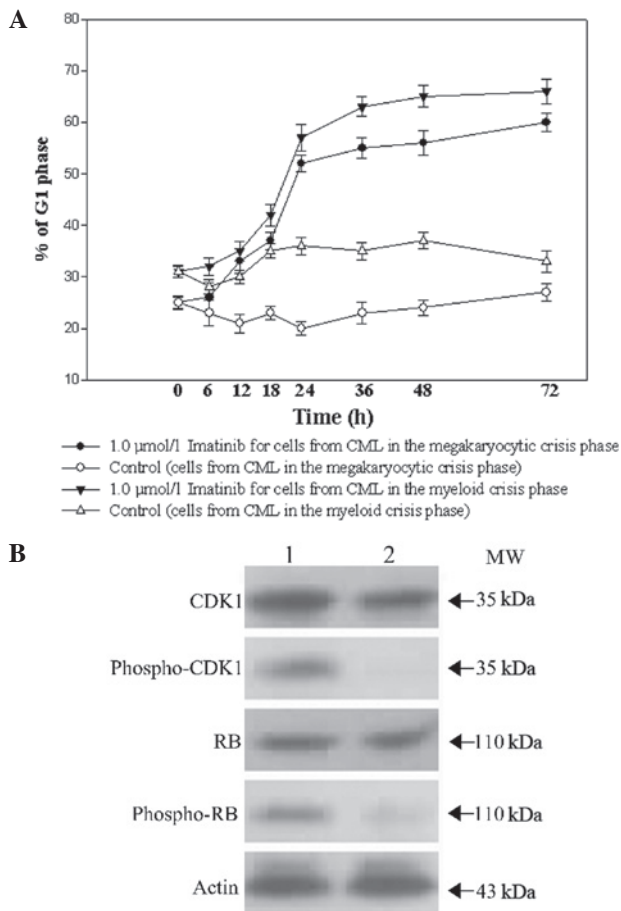 A
80
70
60
50
40
30
20
10
% of G1 phase
0 6 12 18 24 36 48 72
Time (h)
1.0 µmol/l Imatinib for cells from CML in the megakaryocytic crisis phase
Control (cells from CML in the megakaryocytic crisis phase)
1.0 µmol/l Imatinib for cells from CML in the myeloid crisis phase
Control (cells from CML in the myeloid crisis phase)
B
1 2 MW
CDK1 35 kDa
Phospho-CDK1 35 kDa
RB 110 kDa
Phospho-RB 110 kDa
Actin 43 kDa